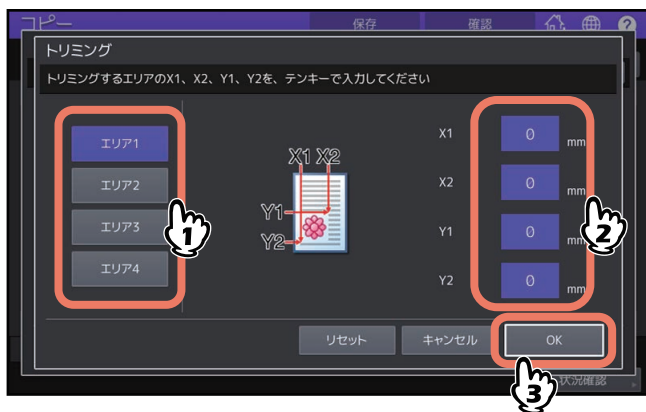 コピー
保存
確認
?
トリミング
トリミングするエリアのX1、X2、Y1、Y2を、テンキーで入力してください
エリア1
エリア2
エリア3
エリア4
1
X1 X2
Y1
Y2
X1 0 mm
X2 0 mm
Y1 0 mm
Y2 0 mm
2
リセット
キャンセル
OK
3
状況確認